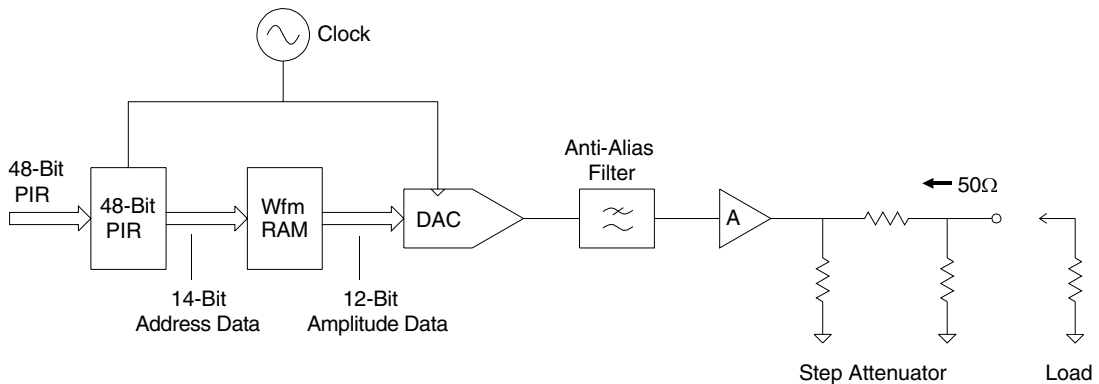 Clock
48-Bit
PIR
48-Bit
PIR
Wfm
RAM
DAC
Anti-Alias
Filter
A
50Ω
14-Bit
Address Data
12-Bit
Amplitude Data
Step Attenuator
Load